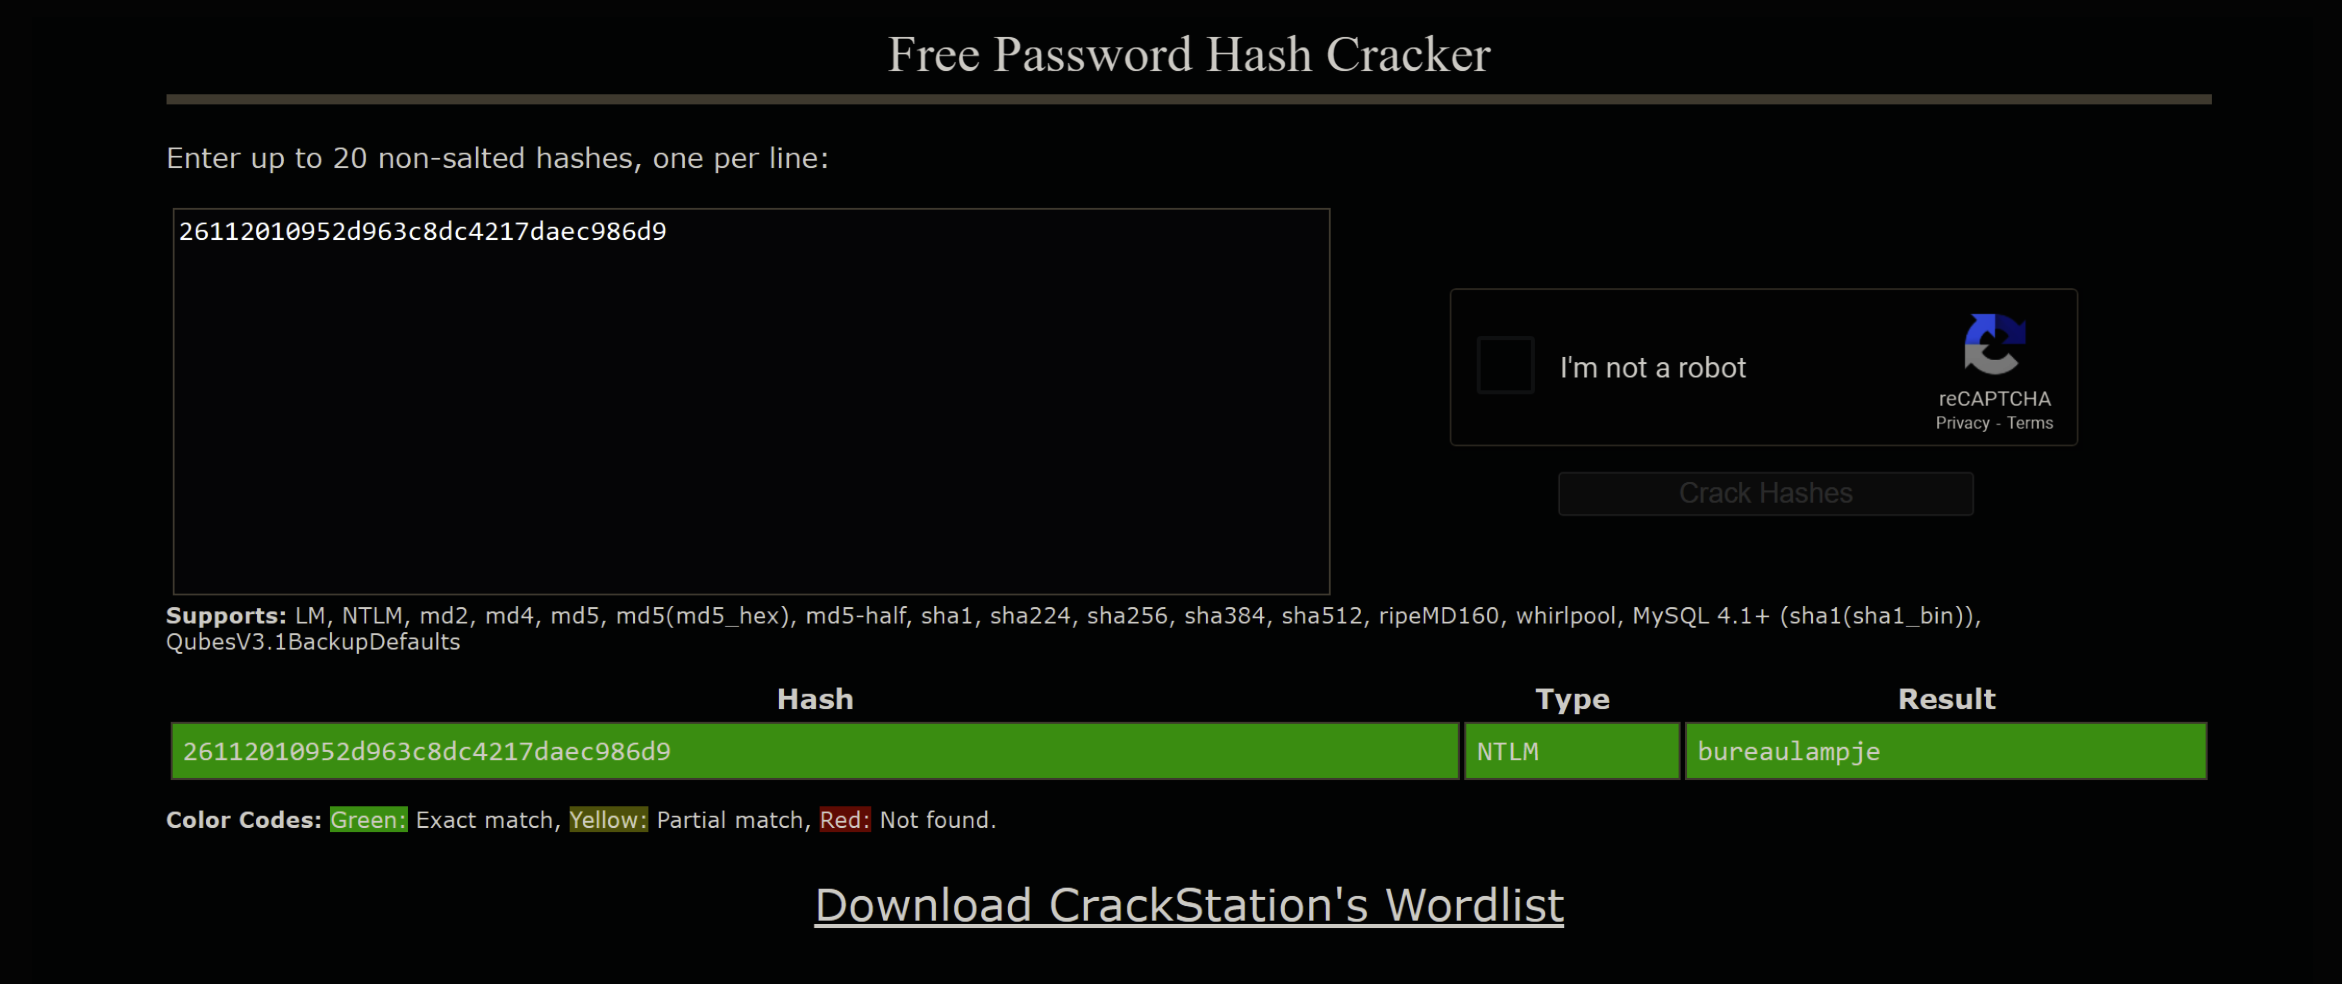 Free Password Hash Cracker
Enter up to 20 non-salted hashes, one per line:
26112010952d963c8dc4217daec986d9
I'm not a robot
reCAPTCHA
Privacy - Terms
Crack Hashes
Supports: LM, NTLM, md2, md4, md5, md5(md5_hex), md5-half, sha1, sha224, sha256, sha384, sha512, ripeMD160, whirlpool, MySQL 4.1+ (sha1(sha1_bin)),
QubesV3.1BackupDefaults
Hash Type Result
26112010952d963c8dc4217daec986d9 NTLM bureaulampje
Color Codes: Green: Exact match, Yellow: Partial match, Red: Not found.
Download CrackStation's Wordlist